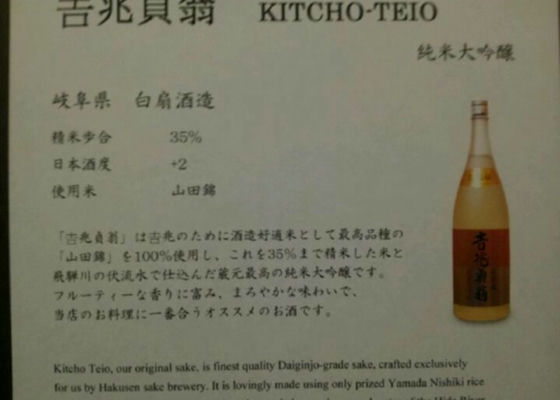 𠮷兆貞翁 KITCHO-TEIO
純米大吟醸
岐阜県 白扇酒造
精米歩合 35%
日本酒度 +2
使用米 山田錦
「𠮷兆貞翁」は𠮷兆のために酒造好適米として最高品種の
「山田錦」を100%使用し、これを35%まで精米した米と
飛騨川の伏流水で仕込んだ蔵元最高の純米大吟醸です。
フルーティーな香りに富み、まろやかな味わいで、
当店のお料理に一番合うオススメのお酒です。
𠮷兆貞翁
Kitcho Teio, our original sake, is finest quality Daiginjo-grade sake, crafted exclusively
for us by Hakusen sake brewery. It is lovingly made using only prized Yamada Nishiki rice